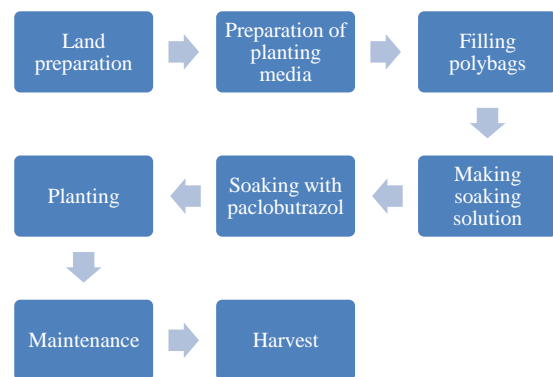 Land
preparation
Preparation of
planting
media
Filling
polybags
Making
soaking
solution
Soaking with
paclobutrazol
Planting
Maintenance
Harvest